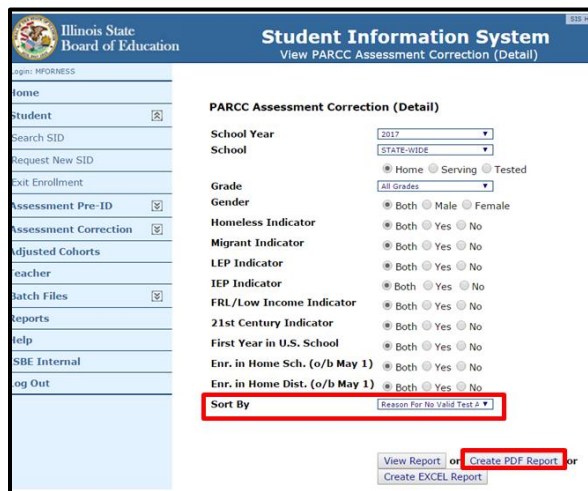 SIS H
Illinois State
Board of Education
Student Information System
View PARCC Assessment Correction (Detail)
Login: MFORNESS
Home
Student
Search SID
Request New SID
Exit Enrollment
Assessment Pre-ID
Assessment Correction
Adjusted Cohorts
Teacher
Batch Files
Reports
Help
ISBE Internal
Log Out
PARCC Assessment Correction (Detail)
School Year 2017
School STATE-WIDE
Home Serving Tested
Grade All Grades
Gender Both Male Female
Homeless Indicator Both Yes No
Migrant Indicator Both Yes No
LEP Indicator Both Yes No
IEP Indicator Both Yes No
FRL/Low Income Indicator Both Yes No
21st Century Indicator Both Yes No
First Year in U.S. School Both Yes No
Enr. in Home Sch. (o/b May 1) Both Yes No
Enr. in Home Dist. (o/b May 1) Both Yes No
Sort By Reason For No Valid Test A
View Report or Create PDF Report or
Create EXCEL Report